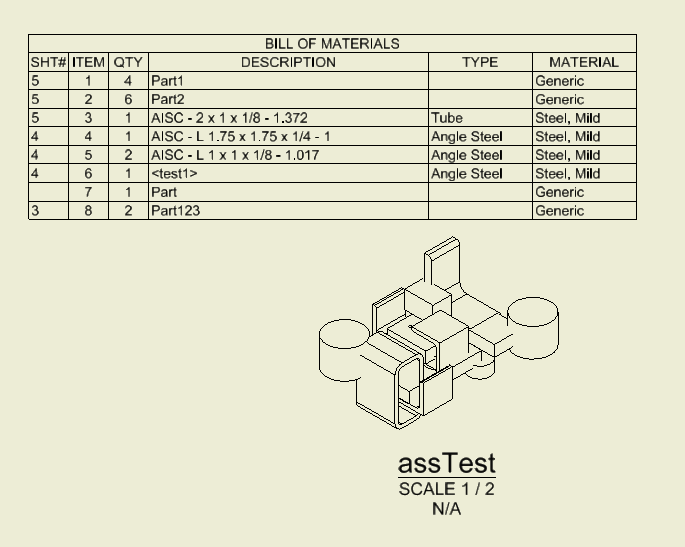 BILL OF MATERIALS
SHT# ITEM QTY DESCRIPTION TYPE MATERIAL
5 1 4 Part1 Generic
5 2 6 Part2 Generic
5 3 1 AISC - 2 x 1 x 1/8 - 1.372 Tube Steel, Mild
4 4 1 AISC - L 1.75 x 1.75 x 1/4 - 1 Angle Steel Steel, Mild
4 5 2 AISC - L 1 x 1 x 1/8 - 1.017 Angle Steel Steel, Mild
4 6 1 <test1> Angle Steel Steel, Mild
7 1 Part Generic
3 8 2 Part123 Generic
assTest
SCALE 1 / 2
N/A